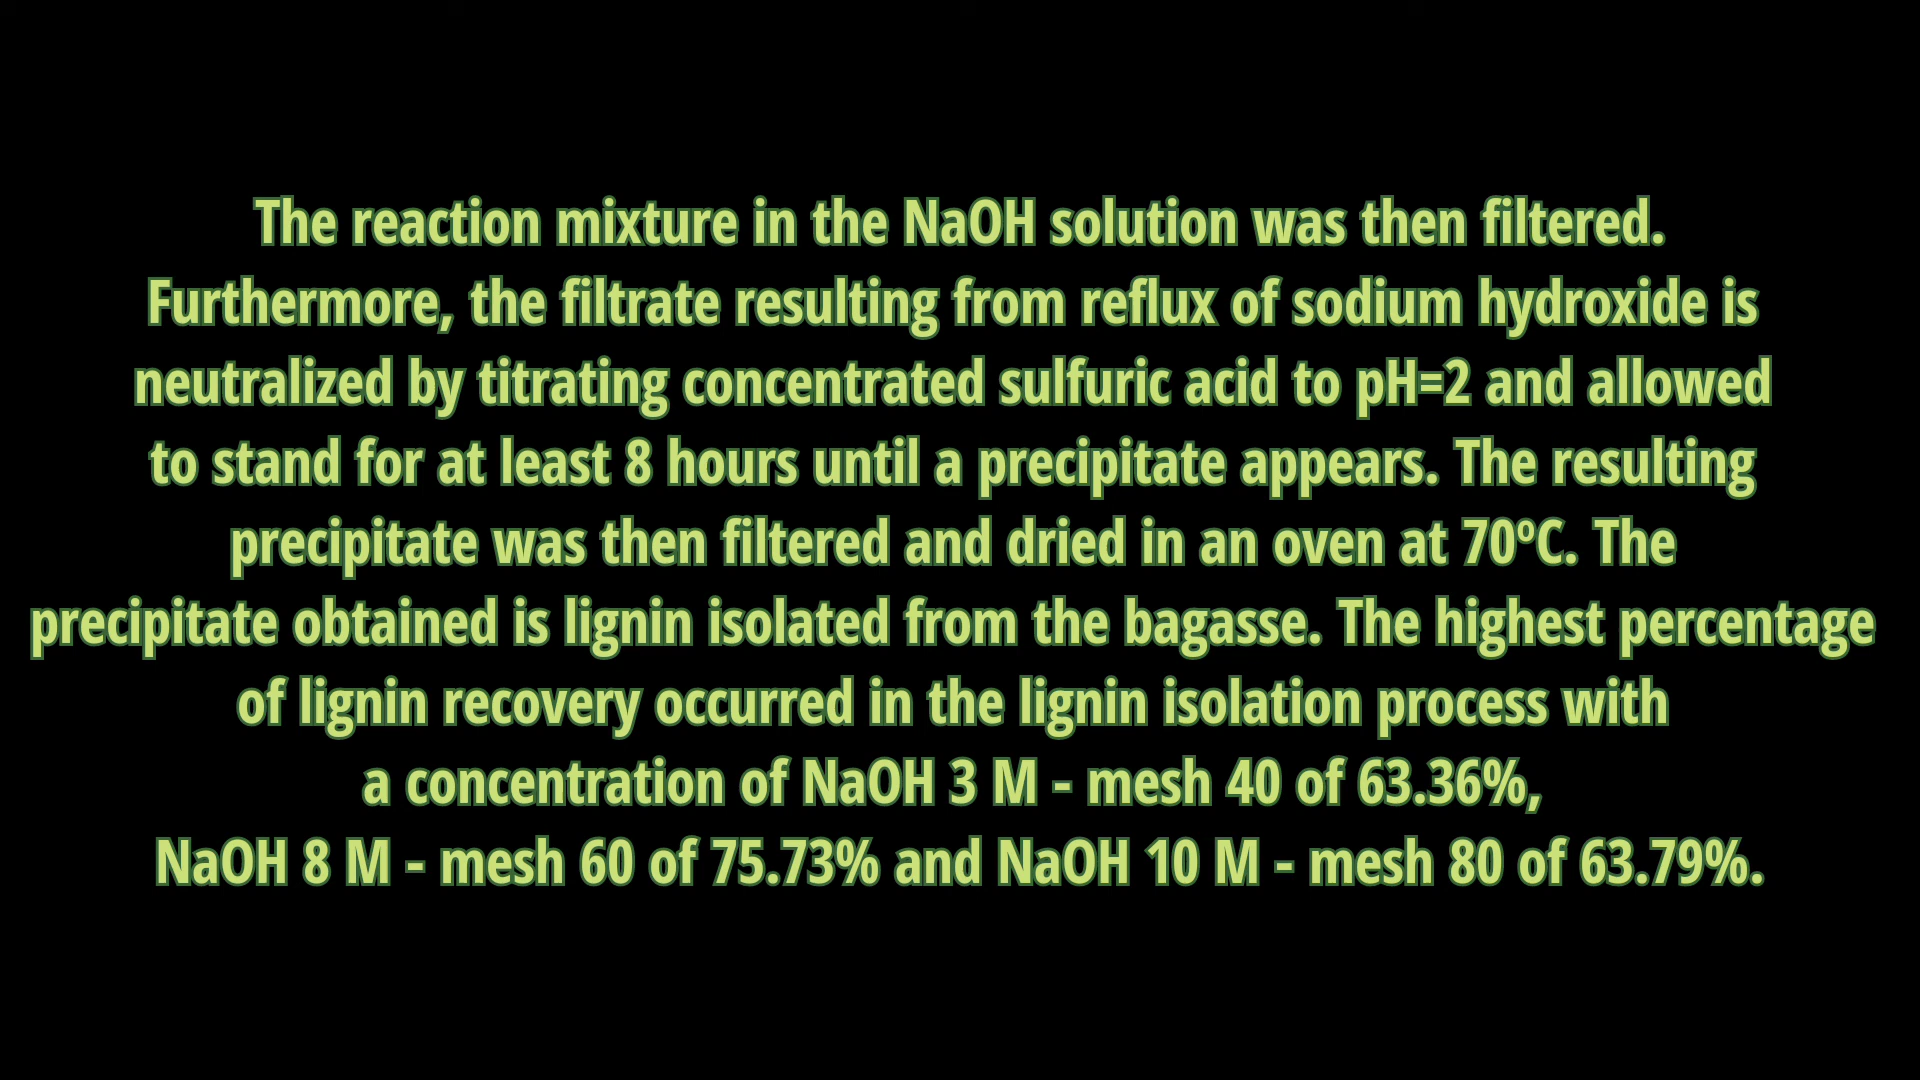 The reaction mixture in the NaOH solution was then filtered.
Furthermore, the filtrate resulting from reflux of sodium hydroxide is
neutralized by titrating concentrated sulfuric acid to pH=2 and allowed
to stand for at least 8 hours until a precipitate appears. The resulting
precipitate was then filtered and dried in an oven at 70ºC. The
precipitate obtained is lignin isolated from the bagasse. The highest percentage
of lignin recovery occurred in the lignin isolation process with
a concentration of NaOH 3 M - mesh 40 of 63.36%,
NaOH 8 M - mesh 60 of 75.73% and NaOH 10 M - mesh 80 of 63.79%.